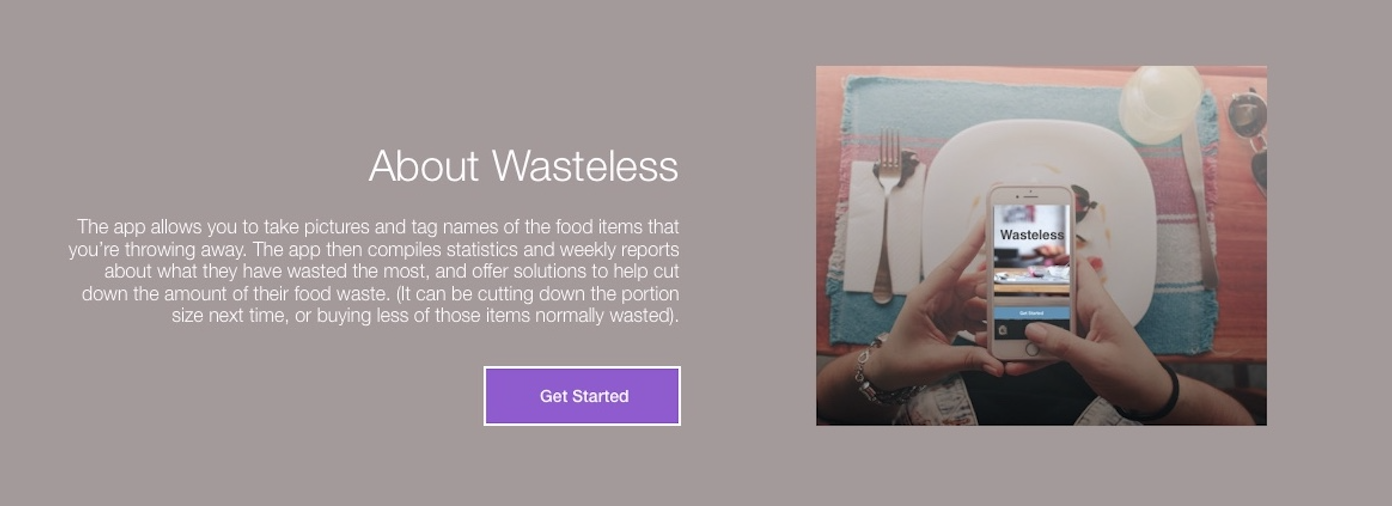 About Wasteless
The app allows you to take pictures and tag names of the food items that
you’re throwing away. The app then compiles statistics and weekly reports
about what they have wasted the most, and offer solutions to help cut
down the amount of their food waste. (It can be cutting down the portion
size next time, or buying less of those items normally wasted).
Get Started
Wasteless
Get Started